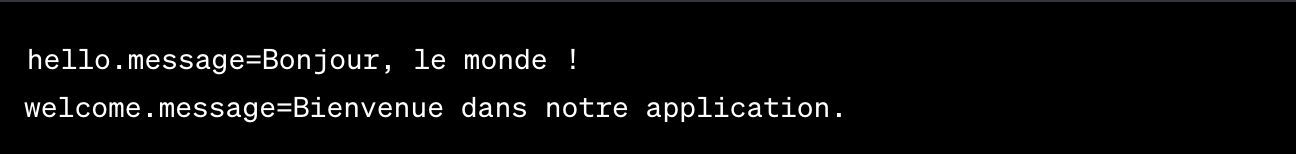 hello.message=Bonjour, le monde !
welcome.message=Bienvenue dans notre application.